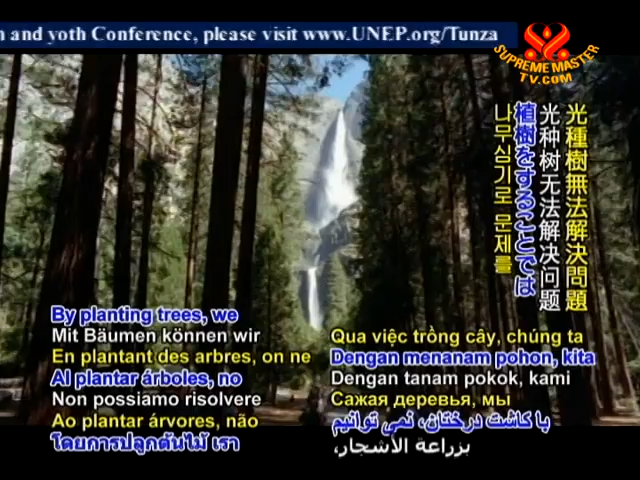 n and yoth Conference, please visit www.UNEP.org/Tunza
SUPREME MASTER
TV.COM
光種樹無法解決問題
光种树无法解决问题
植樹をすることでは
나무심기로 문제를
By planting trees, we
Mit Bäumen können wir
En plantant des arbres, on ne
Al plantar árboles, no
Non possiamo risolvere
Ao plantar árvores, não
โดยการปลูกต้นไม้ เรา
Qua việc trồng cây, chúng ta
Dengan menanam pohon, kita
Dengan tanam pokok, kami
Сажая деревья, мы
با کاشت درختان، نمی توانیم
بزراعة الأشجار،